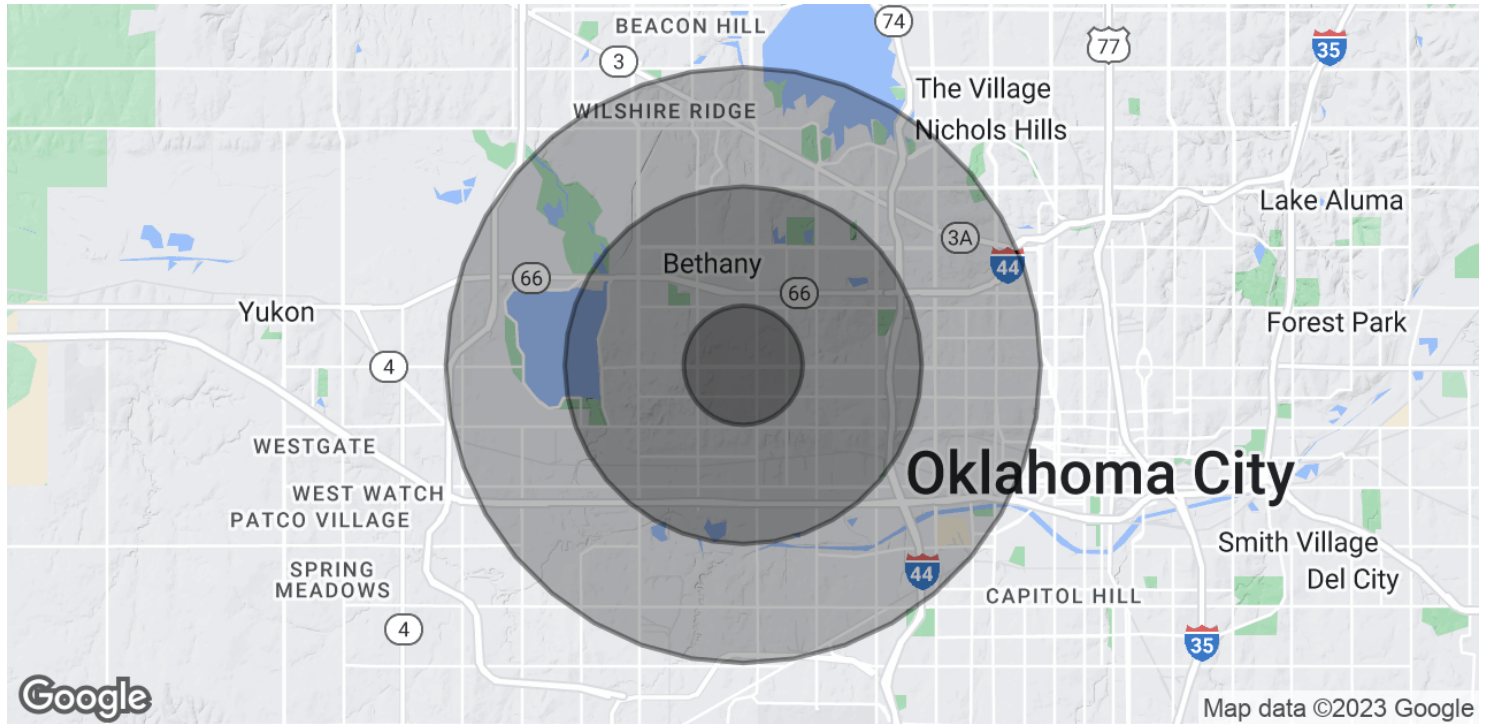 BEACON HILL
74
77
35
3
The Village
WILSHIRE RIDGE
Nichols Hills
Lake Aluma
3A
Bethany
44
66
66
Yukon
Forest Park
4
WESTGATE
Oklahoma City
WEST WATCH
PATCO VILLAGE
Smith Village
SPRING
MEADOWS
44
Del City
CAPITOL HILL
4
35
Google
Map data ©2023 Google